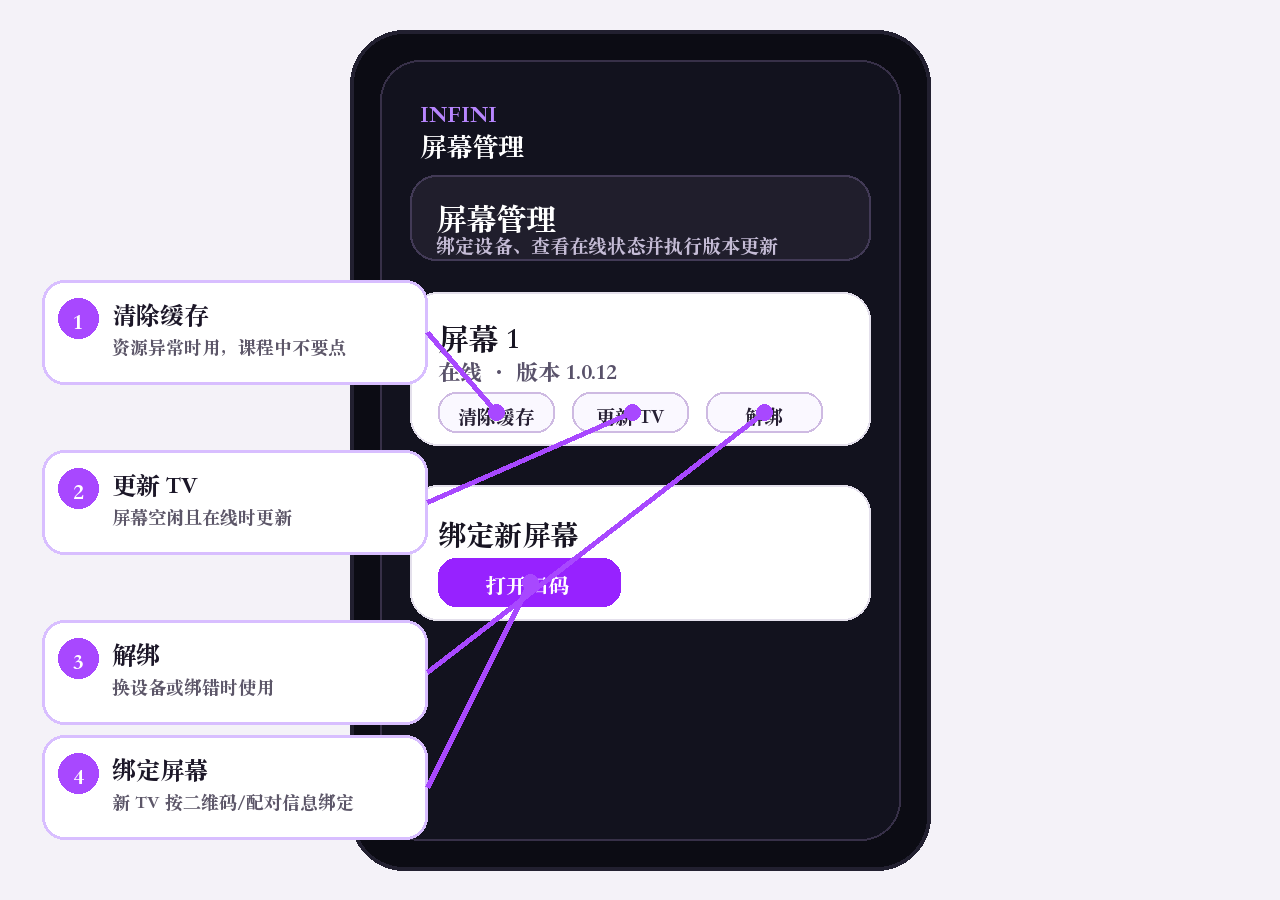 INFINI
屏幕管理
屏幕管理
绑定设备、查看在线状态并执行版本更新
屏幕 1
在线 · 版本 1.0.12
清除缓存
更新 TV
解绑
绑定新屏幕
打开扫码
1
清除缓存
资源异常时用，课程中不要点
2
更新 TV
屏幕空闲且在线时更新
3
解绑
换设备或绑错时使用
4
绑定屏幕
新 TV 按二维码/配对信息绑定